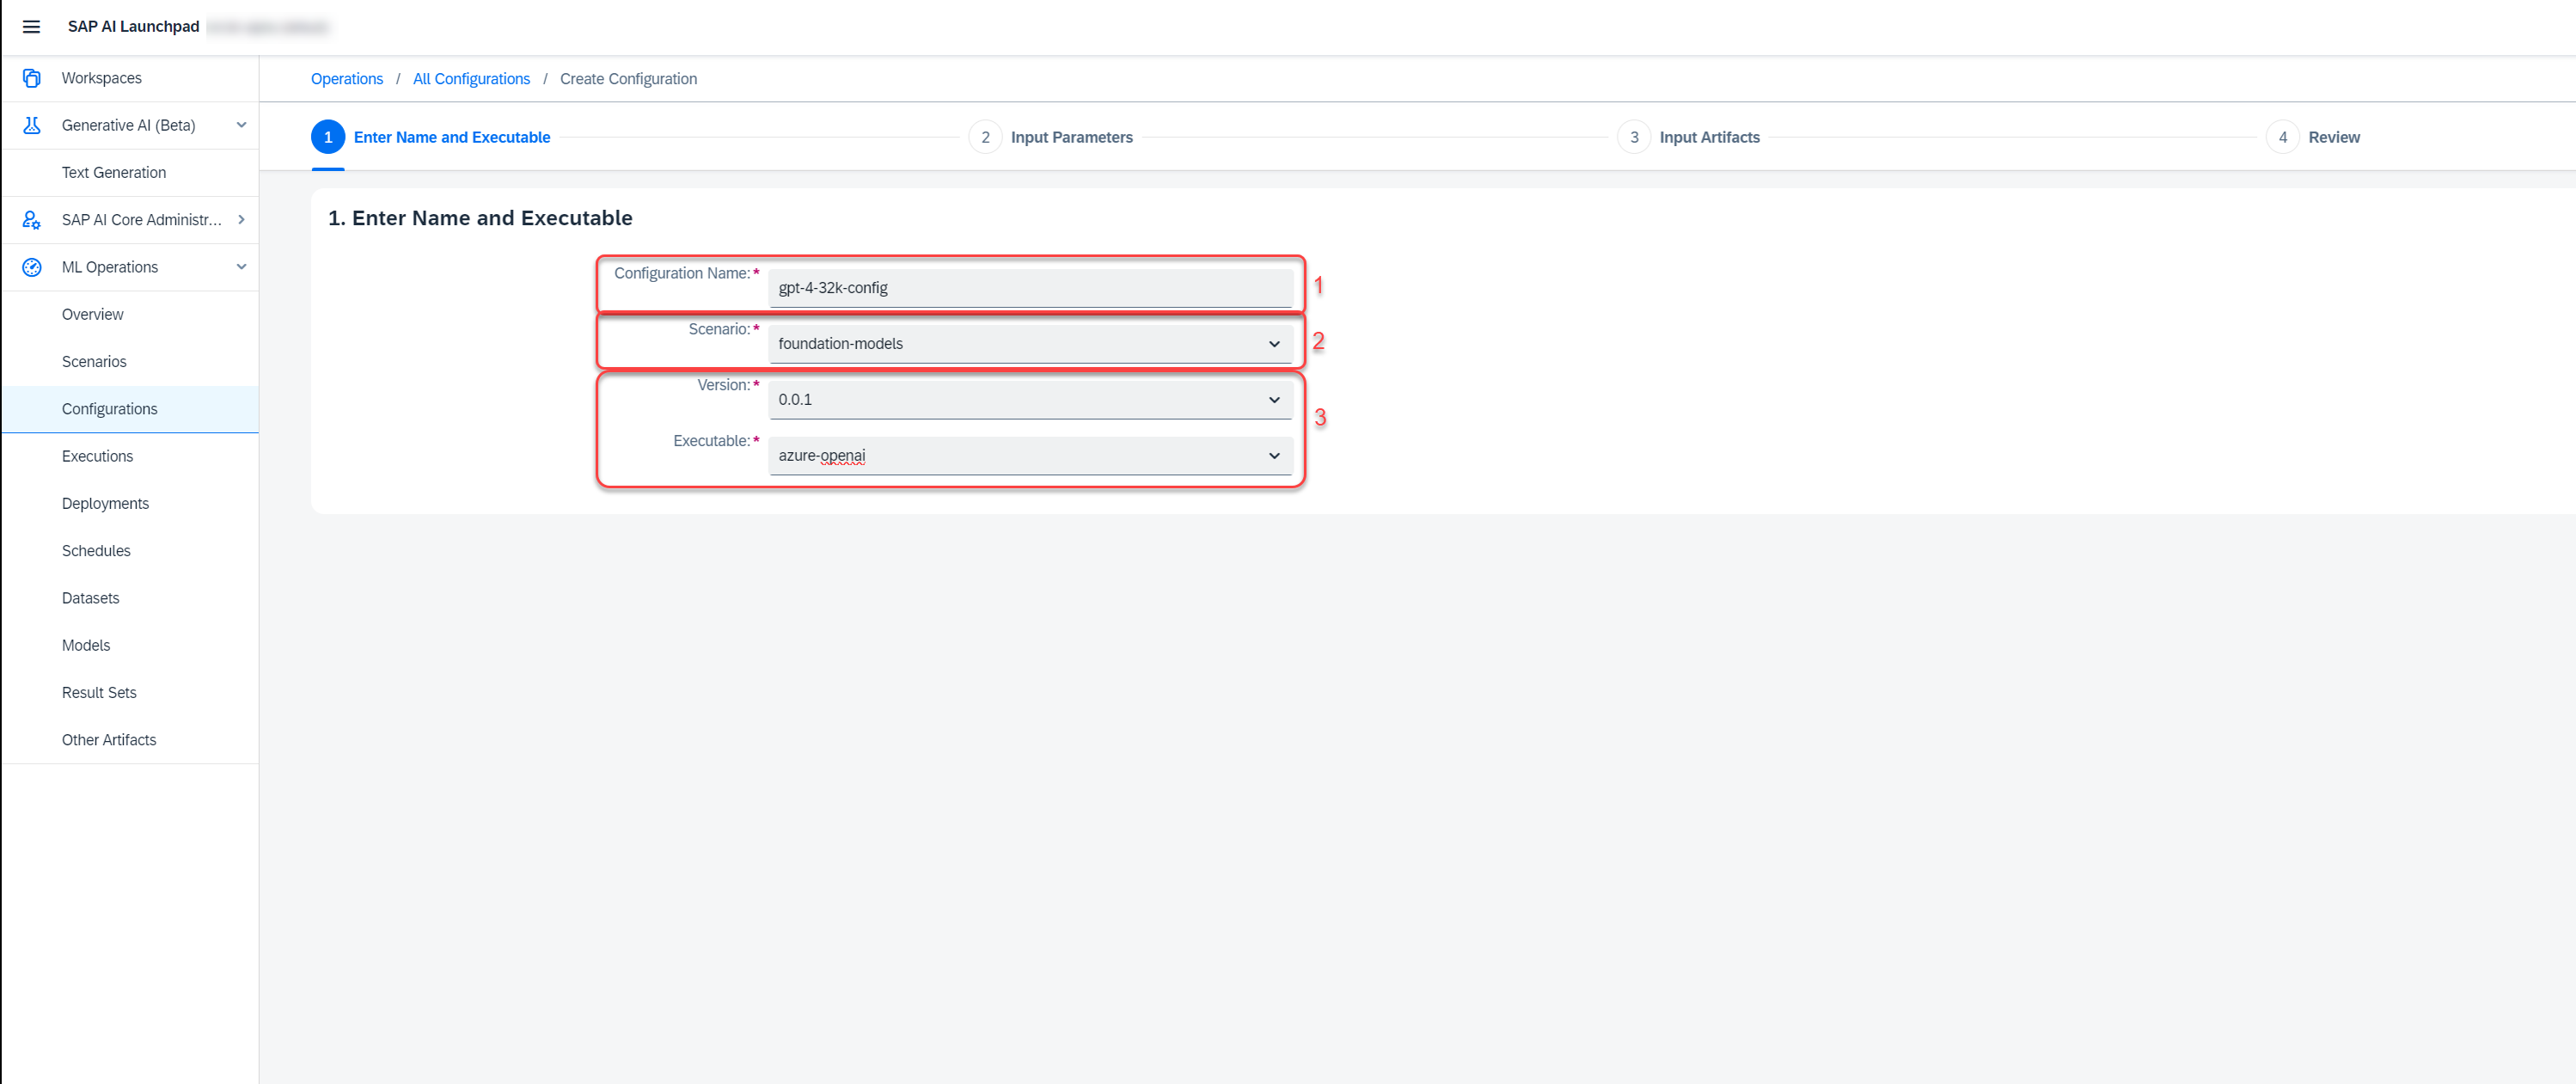 SAP AI Launchpad
Workspaces
Generative AI (Beta)
Text Generation
SAP AI Core Administr...
ML Operations
Overview
Scenarios
Configurations
Executions
Deployments
Schedules
Datasets
Models
Result Sets
Other Artifacts
Operations / All Configurations / Create Configuration
1 Enter Name and Executable 2 Input Parameters 3 Input Artifacts 4 Review
1. Enter Name and Executable
Configuration Name:* gpt-4-32k-config 1
Scenario:* foundation-models 2
Version:* 0.0.1
3
Executable:* azure-openai